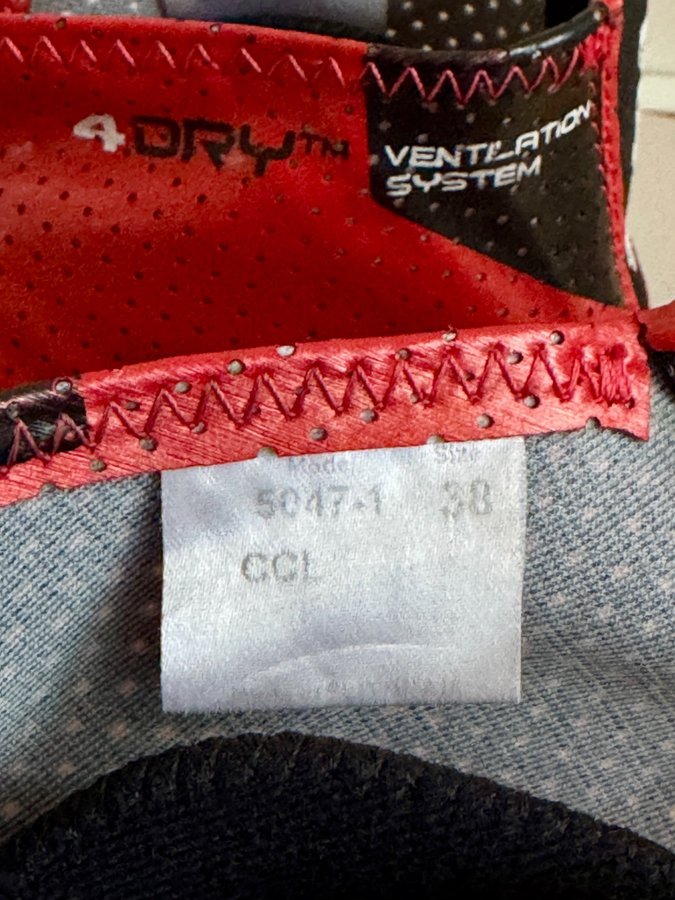 4DRY™ VENTILATION
SYSTEM
Model Size
5047-1 38
CCL